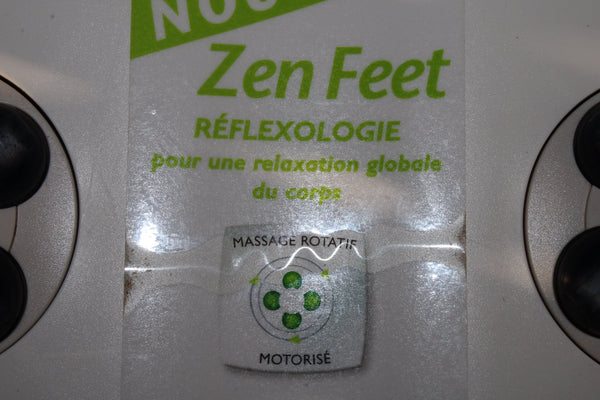 Zen Feet
RÉFLEXOLOGIE
pour une relaxation globale
du corps
MASSAGE ROTATIF
MOTORISÉ